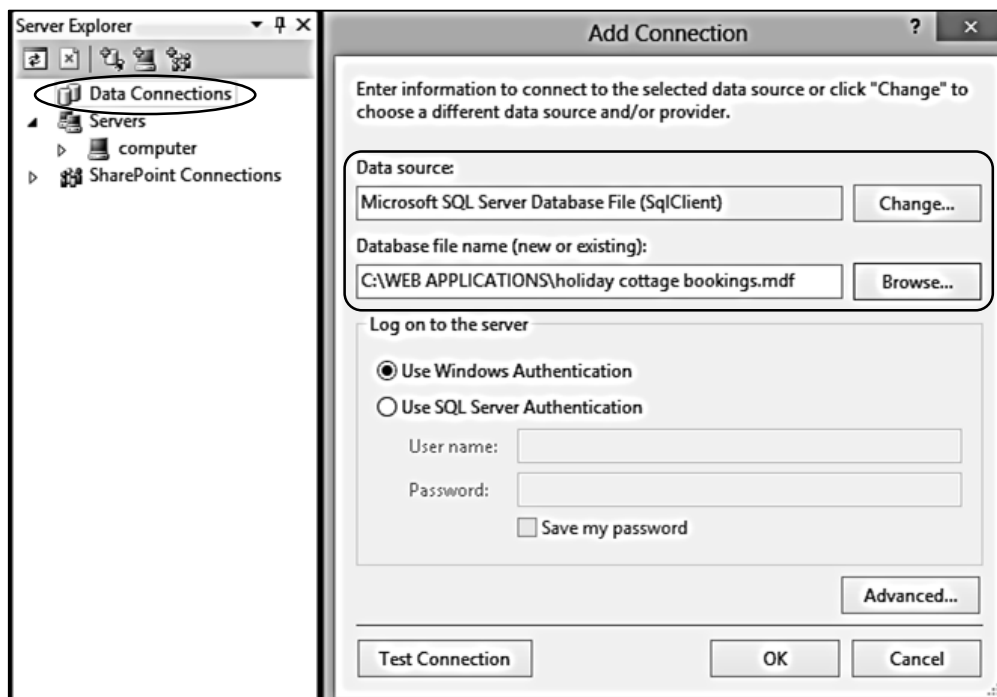 Server Explorer
Data Connections
Servers
computer
SharePoint Connections
Add Connection
?
Enter information to connect to the selected data source or click "Change" to
choose a different data source and/or provider.
Data source:
Microsoft SQL Server Database File (SqlClient)
Change...
Database file name (new or existing):
C:\WEB APPLICATIONS\holiday cottage bookings.mdf
Browse...
Log on to the server
Use Windows Authentication
Use SQL Server Authentication
User name:
Password:
Save my password
Advanced...
Test Connection
OK
Cancel